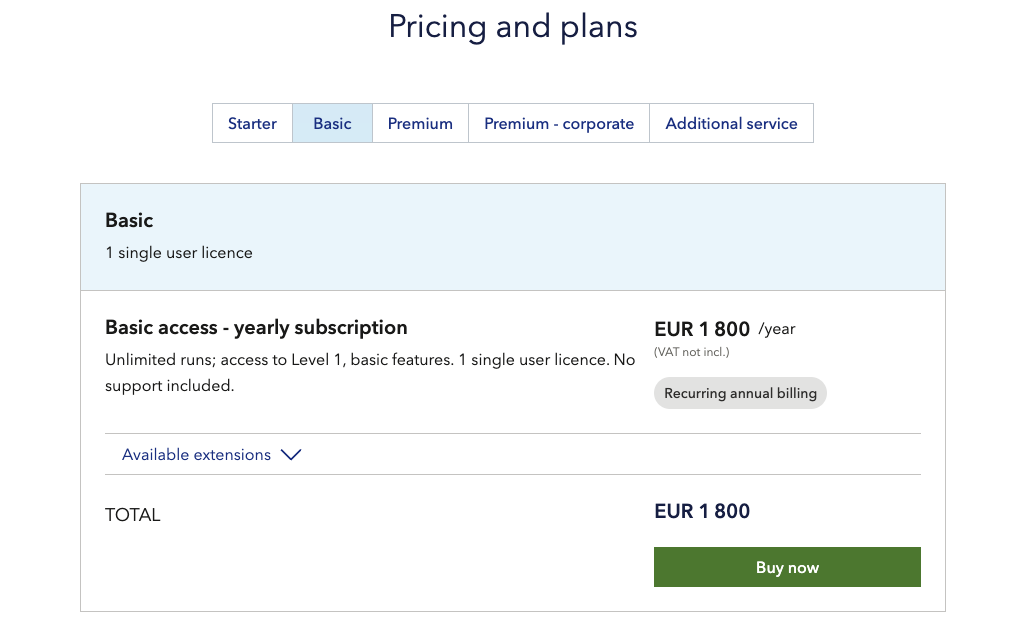 Pricing and plans
Starter
Basic
Premium
Premium - corporate
Additional service
Basic
1 single user licence
Basic access - yearly subscription
EUR 1 800 /year
Unlimited runs; access to Level 1, basic features. 1 single user licence. No
support included.
(VAT not incl.)
Recurring annual billing
Available extensions
TOTAL
EUR 1 800
Buy now